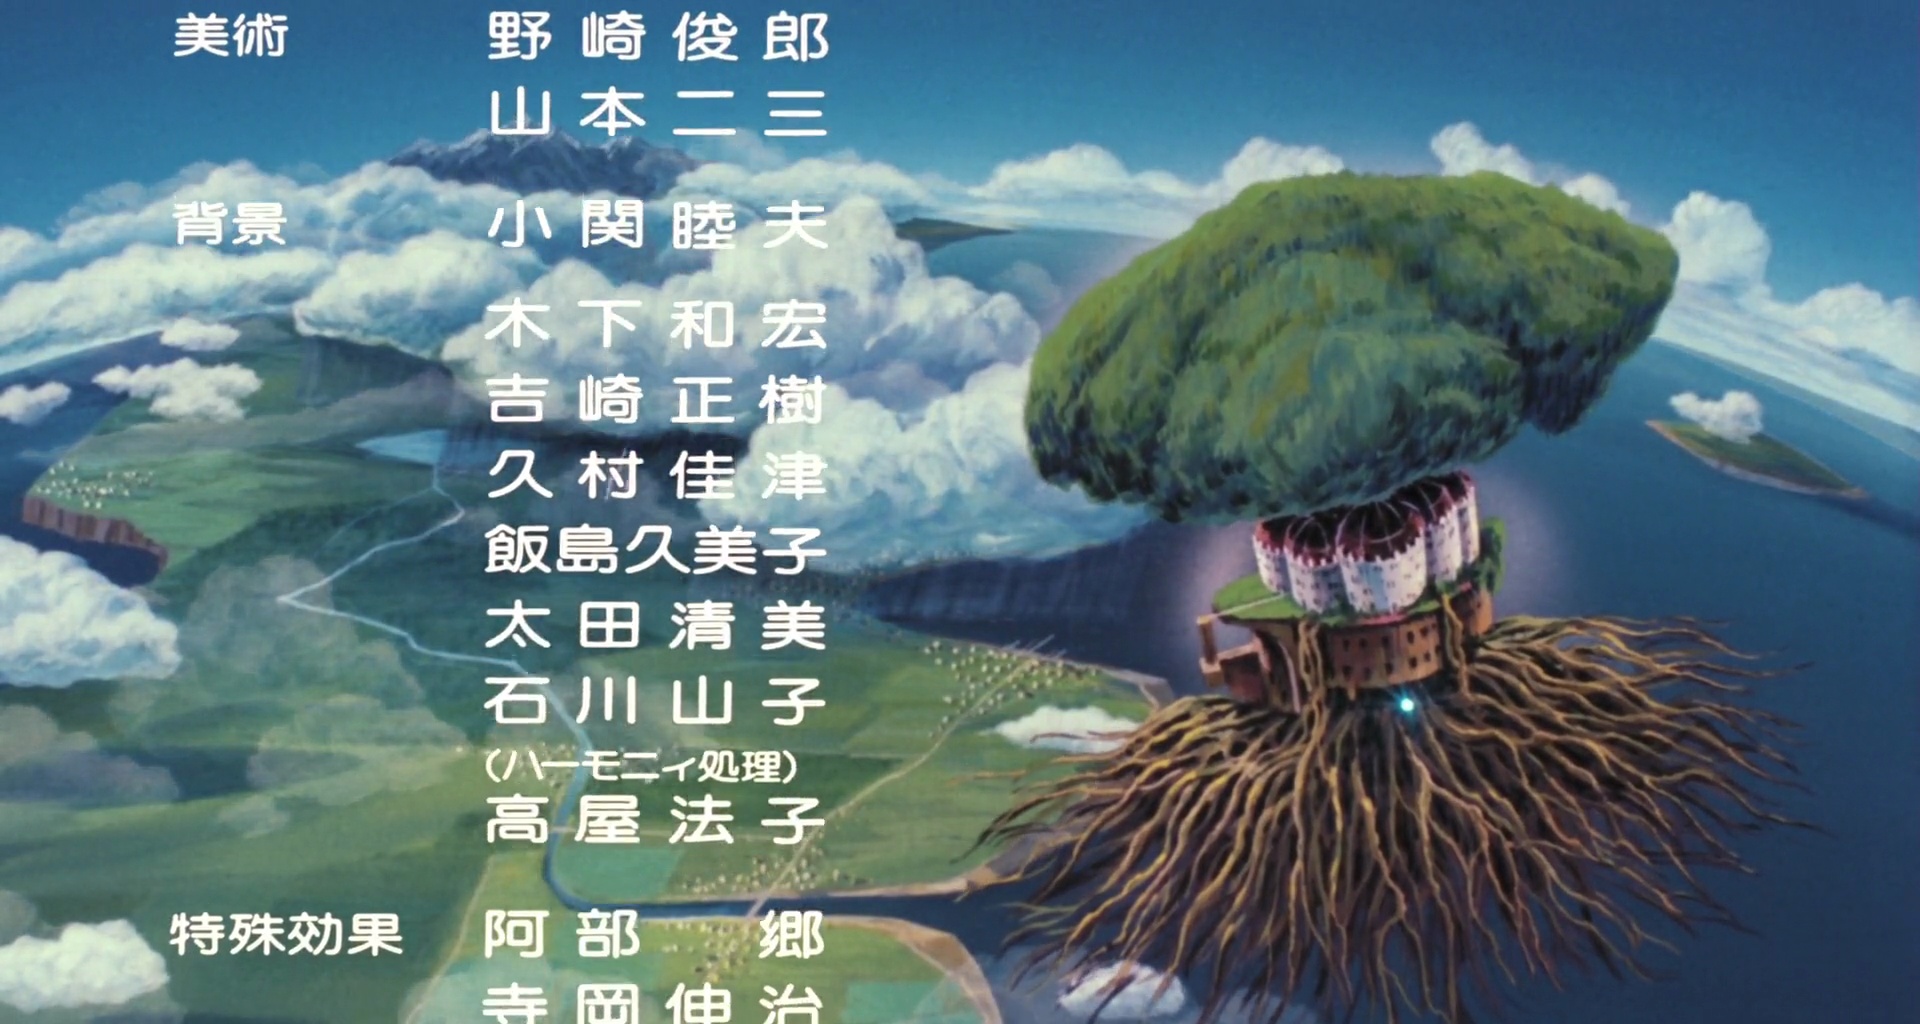 美術 野崎俊郎
山本二三
背景 小関睦夫
木下和宏
吉崎正樹
久村佳津
飯島久美子
太田清美
石川山子
(ハーモニィ処理)
高屋法子
特殊効果 阿部 郷
寺岡伸治